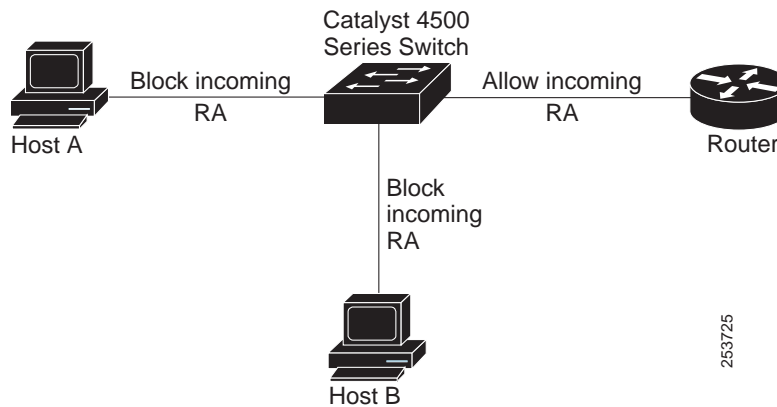 Catalyst 4500
Series Switch
Block incoming
RA
Allow incoming
RA
Host A
Router
Block
incoming
RA
Host B
253725